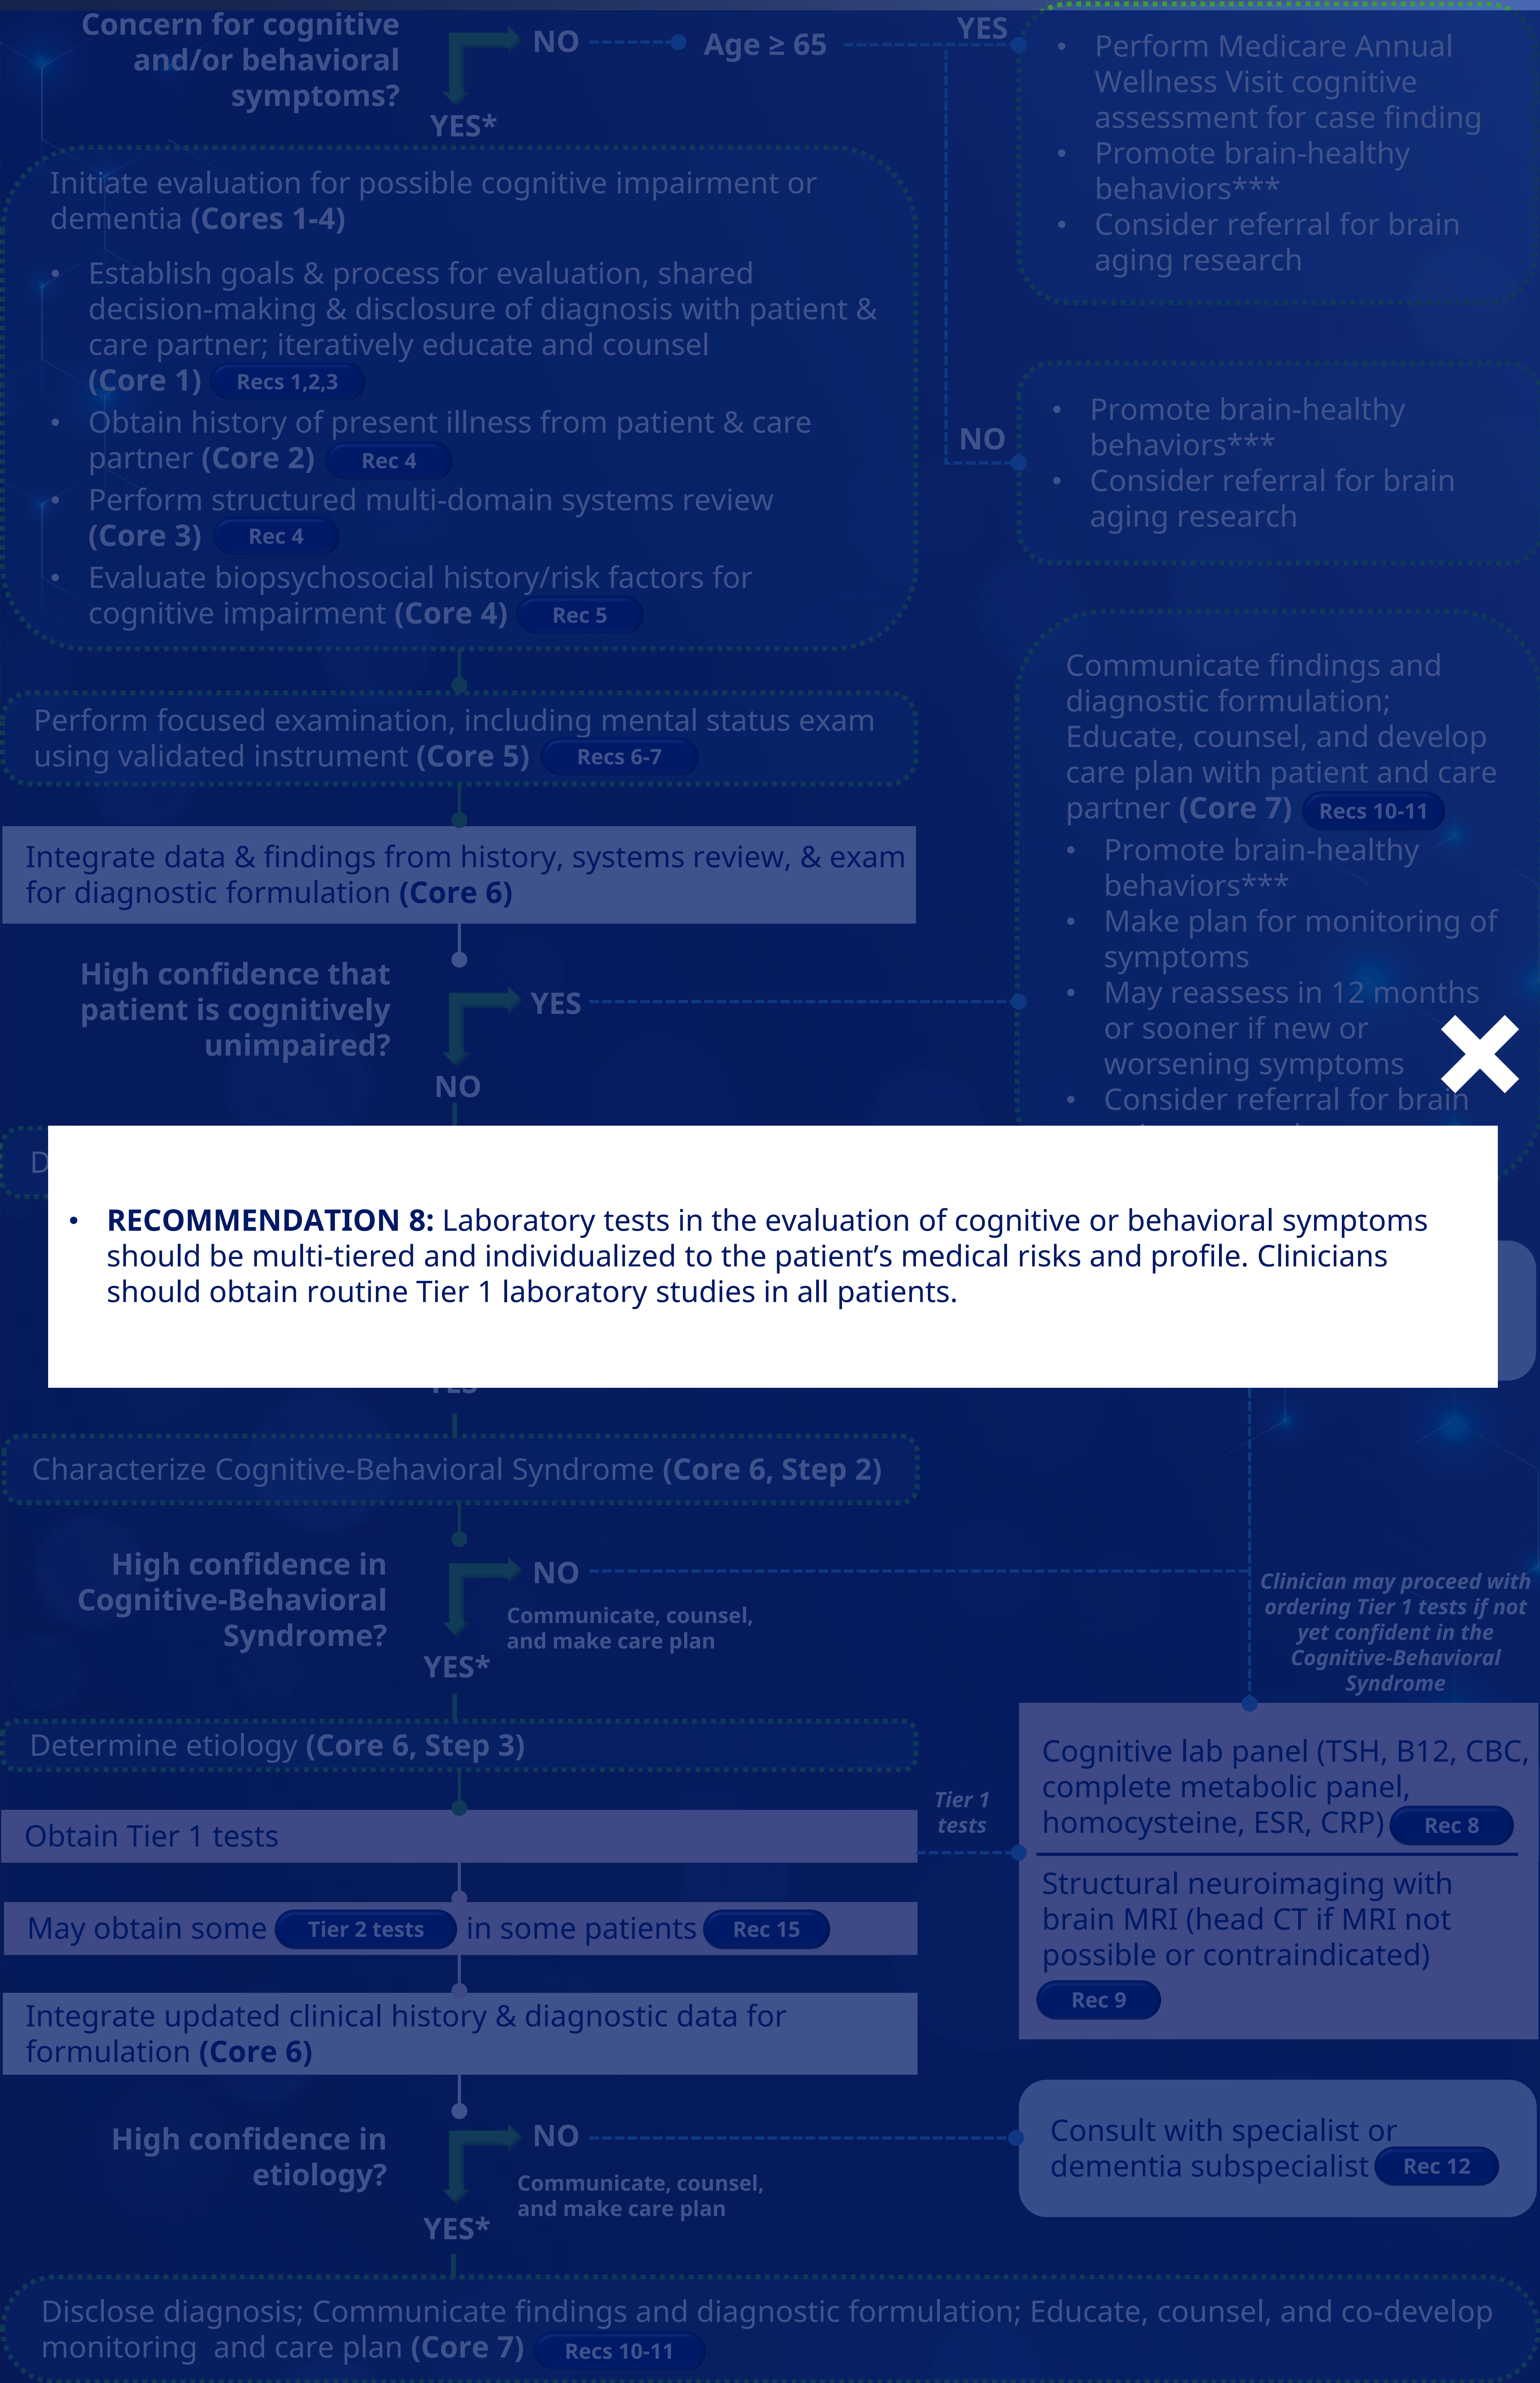 Concern for cognitive
and/or behavioral
symptoms?
NO
Age ≥ 65
YES
YES*
• Perform Medicare Annual
Wellness Visit cognitive
assessment for case finding
• Promote brain-healthy
behaviors***
• Consider referral for brain
aging research
Initiate evaluation for possible cognitive impairment or
dementia (Cores 1-4)
• Establish goals & process for evaluation, shared
decision-making & disclosure of diagnosis with patient &
care partner; iteratively educate and counsel
(Core 1) Recs 1,2,3
• Obtain history of present illness from patient & care
partner (Core 2) Rec 4
• Perform structured multi-domain systems review
(Core 3) Rec 4
• Evaluate biopsychosocial history/risk factors for
cognitive impairment (Core 4) Rec 5
NO
• Promote brain-healthy
behaviors***
• Consider referral for brain
aging research
Perform focused examination, including mental status exam
using validated instrument (Core 5) Recs 6-7
Integrate data & findings from history, systems review, & exam
for diagnostic formulation (Core 6)
High confidence that
patient is cognitively
unimpaired?
YES
NO
Communicate findings and
diagnostic formulation;
Educate, counsel, and develop
care plan with patient and care
partner (Core 7) Recs 10-11
• Promote brain-healthy
behaviors***
• Make plan for monitoring of
symptoms
• May reassess in 12 months
or sooner if new or
worsening symptoms
• Consider referral for brain
• RECOMMENDATION 8: Laboratory tests in the evaluation of cognitive or behavioral symptoms
should be multi-tiered and individualized to the patient’s medical risks and profile. Clinicians
should obtain routine Tier 1 laboratory studies in all patients.
Characterize Cognitive-Behavioral Syndrome (Core 6, Step 2)
High confidence in
Cognitive-Behavioral
Syndrome?
NO
Communicate, counsel,
and make care plan
YES*
Clinician may proceed with
ordering Tier 1 tests if not
yet confident in the
Cognitive-Behavioral
Syndrome
Determine etiology (Core 6, Step 3)
Obtain Tier 1 tests
Tier 1
tests
Cognitive lab panel (TSH, B12, CBC,
complete metabolic panel,
homocysteine, ESR, CRP) Rec 8
Structural neuroimaging with
brain MRI (head CT if MRI not
possible or contraindicated)
Rec 9
May obtain some Tier 2 tests in some patients Rec 15
Integrate updated clinical history & diagnostic data for
formulation (Core 6)
High confidence in
etiology?
NO
Communicate, counsel,
and make care plan
YES*
Consult with specialist or
dementia subspecialist Rec 12
Disclose diagnosis; Communicate findings and diagnostic formulation; Educate, counsel, and co-develop
monitoring and care plan (Core 7) Recs 10-11